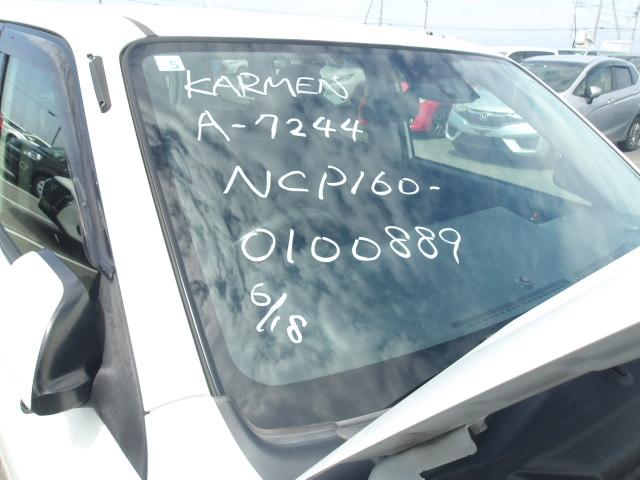 5
KARMEN
A-7244
NCP160-
0100889
6/18